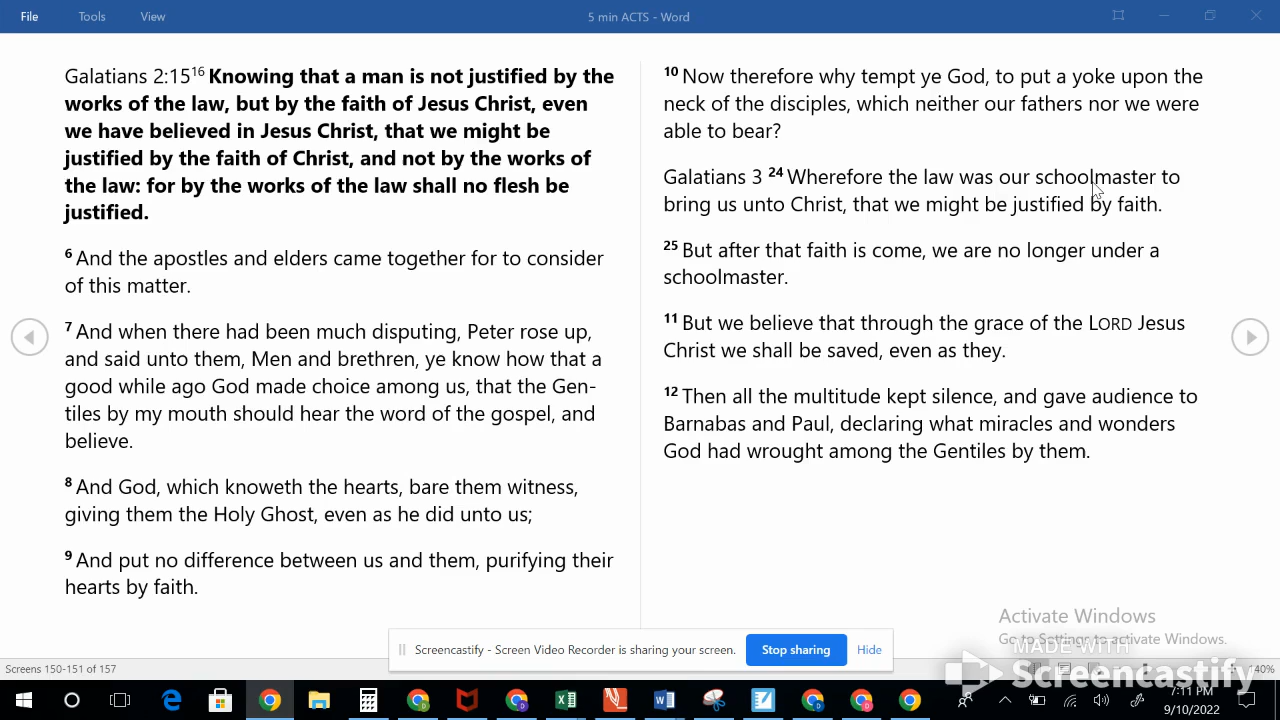 File Tools View 5 min ACTS - Word
Galatians 2:15 16 Knowing that a man is not justified by the
works of the law, but by the faith of Jesus Christ, even
we have believed in Jesus Christ, that we might be
justified by the faith of Christ, and not by the works of
the law: for by the works of the law shall no flesh be
justified.
6 And the apostles and elders came together for to consider
of this matter.
7 And when there had been much disputing, Peter rose up,
and said unto them, Men and brethren, ye know how that a
good while ago God made choice among us, that the Gen-
tiles by my mouth should hear the word of the gospel, and
believe.
8 And God, which knoweth the hearts, bare them witness,
giving them the Holy Ghost, even as he did unto us;
9 And put no difference between us and them, purifying their
hearts by faith.
10 Now therefore why tempt ye God, to put a yoke upon the
neck of the disciples, which neither our fathers nor we were
able to bear?
Galatians 3 24 Wherefore the law was our schoolmaster to
bring us unto Christ, that we might be justified by faith.
25 But after that faith is come, we are no longer under a
schoolmaster.
11 But we believe that through the grace of the LORD Jesus
Christ we shall be saved, even as they.
12 Then all the multitude kept silence, and gave audience to
Barnabas and Paul, declaring what miracles and wonders
God had wrought among the Gentiles by them.
Activate Windows
Go to Settings to activate Windows.
MADE WITH
Screencastify
Screencastify - Screen Video Recorder is sharing your screen. Stop sharing Hide
Screens 150-151 of 157
140%
7:11 PM
9/10/2022